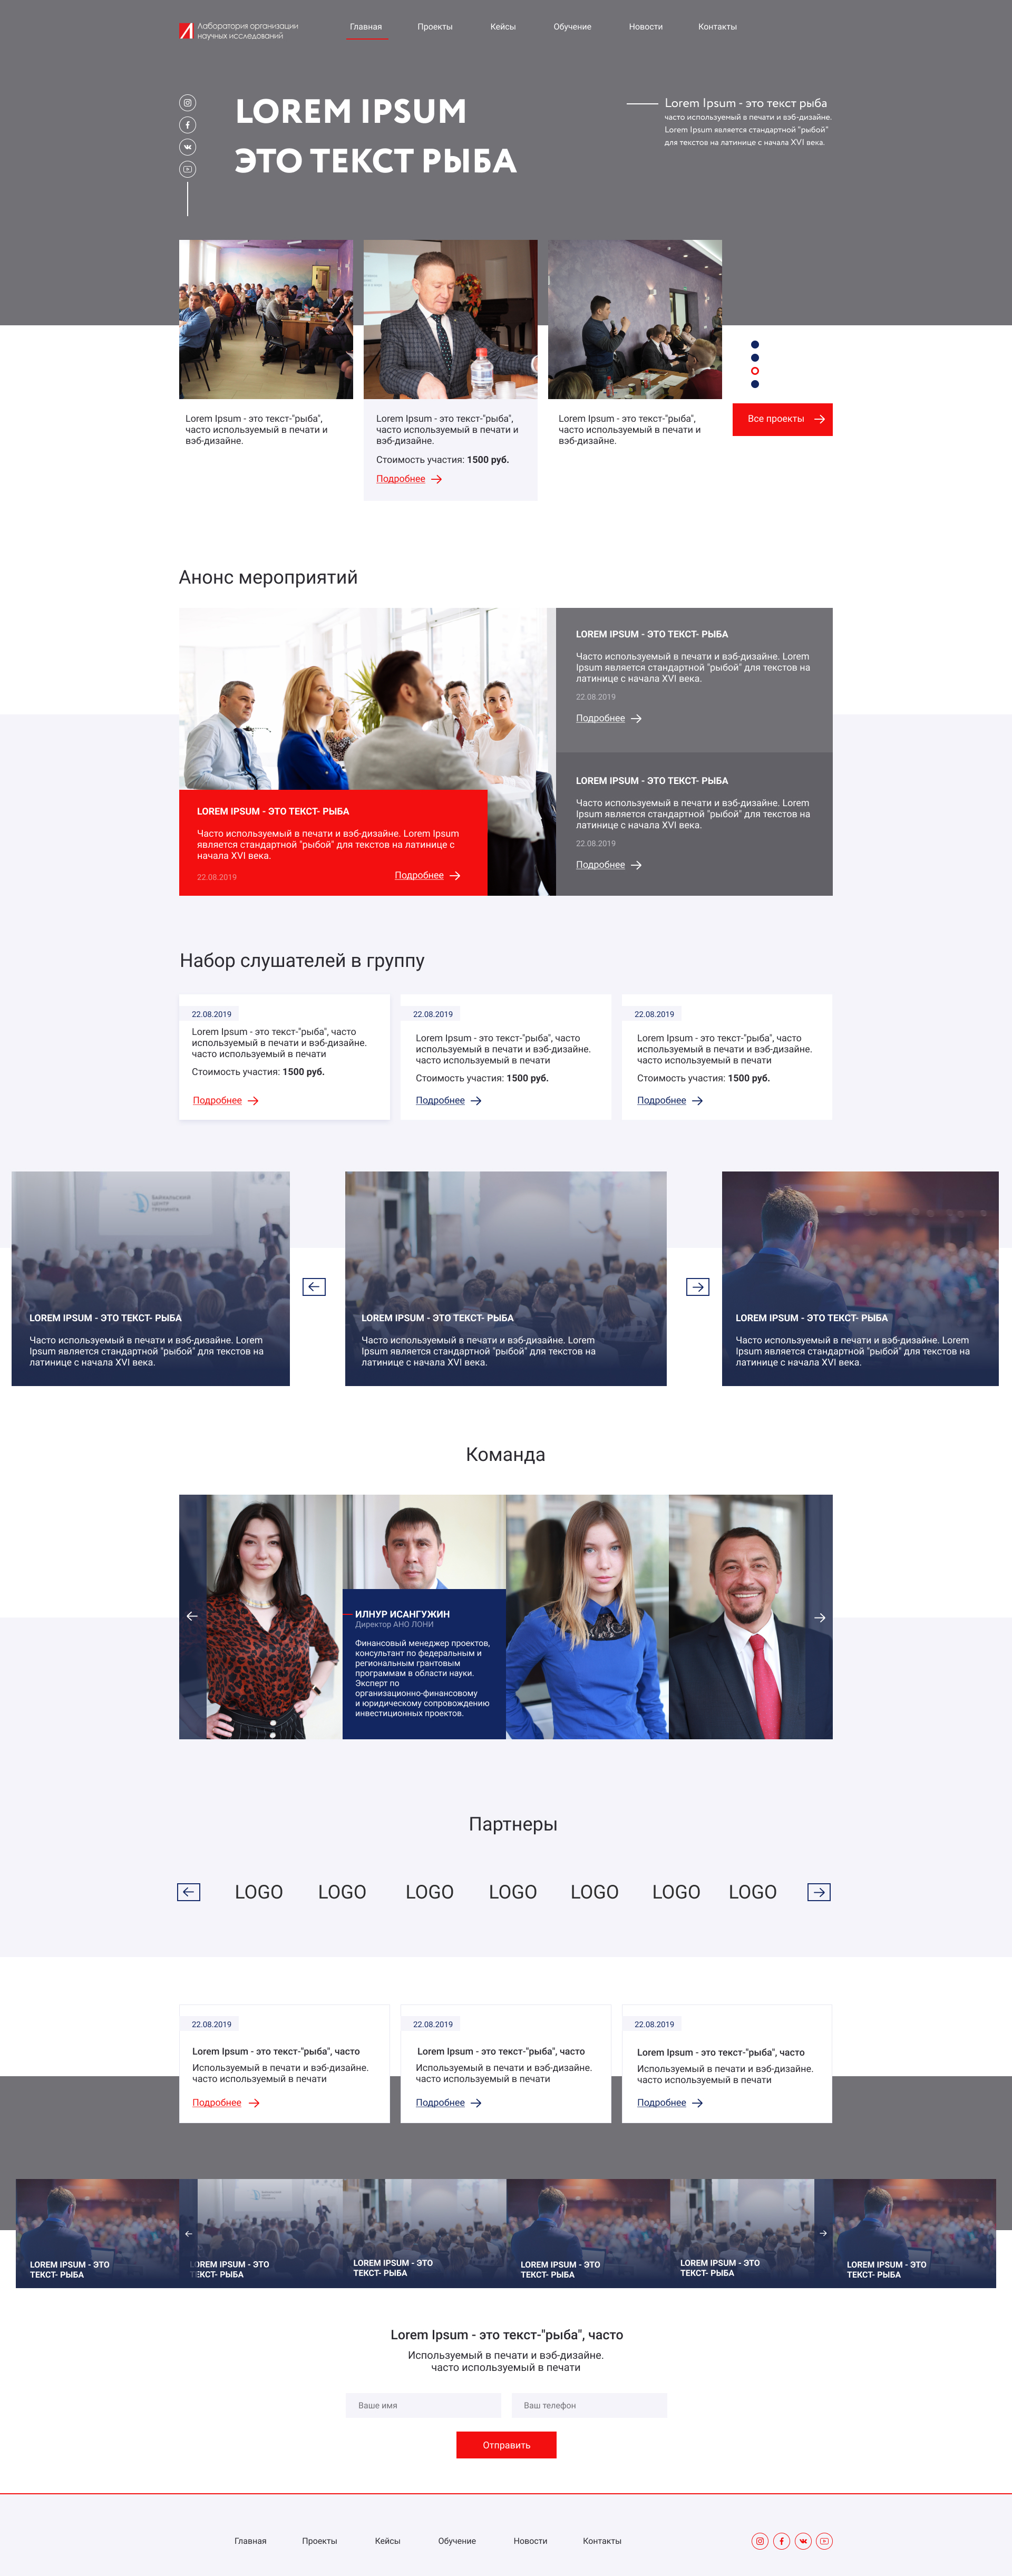 Лаборатория организации
научных исследований
Главная Проекты Кейсы Обучение Новости Контакты
LOREM IPSUM
ЭТО ТЕКСТ РЫБА
Lorem Ipsum - это текст рыба
часто используемый в печати и вэб-дизайне.
Lorem Ipsum является стандартной "рыбой"
для текстов на латинице с начала XVI века.
Lorem Ipsum - это текст-"рыба",
часто используемый в печати и
вэб-дизайне.
Lorem Ipsum - это текст-"рыба",
часто используемый в печати и
вэб-дизайне.
Стоимость участия: 1500 руб.
Подробнее
Lorem Ipsum - это текст-"рыба",
часто используемый в печати и
вэб-дизайне.
Все проекты
Анонс мероприятий
LOREM IPSUM - ЭТО ТЕКСТ- РЫБА
Часто используемый в печати и вэб-дизайне. Lorem Ipsum
является стандартной "рыбой" для текстов на латинице с
начала XVI века.
22.08.2019
Подробнее
LOREM IPSUM - ЭТО ТЕКСТ- РЫБА
Часто используемый в печати и вэб-дизайне. Lorem
Ipsum является стандартной "рыбой" для текстов на
латинице с начала XVI века.
22.08.2019
Подробнее
LOREM IPSUM - ЭТО ТЕКСТ- РЫБА
Часто используемый в печати и вэб-дизайне. Lorem
Ipsum является стандартной "рыбой" для текстов на
латинице с начала XVI века.
22.08.2019
Подробнее
Набор слушателей в группу
22.08.2019
Lorem Ipsum - это текст-"рыба", часто
используемый в печати и вэб-дизайне.
часто используемый в печати
Стоимость участия: 1500 руб.
Подробнее
22.08.2019
Lorem Ipsum - это текст-"рыба", часто
используемый в печати и вэб-дизайне.
часто используемый в печати
Стоимость участия: 1500 руб.
Подробнее
22.08.2019
Lorem Ipsum - это текст-"рыба", часто
используемый в печати и вэб-дизайне.
часто используемый в печати
Стоимость участия: 1500 руб.
Подробнее
БАЙКАЛЬСКИЙ
ЦЕНТР
LOREM IPSUM - ЭТО ТЕКСТ- РЫБА
Часто используемый в печати и вэб-дизайне. Lorem
Ipsum является стандартной "рыбой" для текстов на
латинице с начала XVI века.
LOREM IPSUM - ЭТО ТЕКСТ- РЫБА
Часто используемый в печати и вэб-дизайне. Lorem
Ipsum является стандартной "рыбой" для текстов на
латинице с начала XVI века.
LOREM IPSUM - ЭТО ТЕКСТ- РЫБА
Часто используемый в печати и вэб-дизайне. Lorem
Ipsum является стандартной "рыбой" для текстов на
латинице с начала XVI века.
Команда
ИЛНУР ИСАНГУЖИН
Директор АНО ЛОНИ
Финансовый менеджер проектов,
консультант по федеральным и
региональным грантовым
программам в области науки.
Эксперт по
организационно-финансовому
и юридическому сопровождению
инвестиционных проектов.
Партнеры
LOGO LOGO LOGO LOGO LOGO LOGO LOGO
22.08.2019
Lorem Ipsum - это текст-"рыба", часто
Используемый в печати и вэб-дизайне.
часто используемый в печати
Подробнее
22.08.2019
Lorem Ipsum - это текст-"рыба", часто
Используемый в печати и вэб-дизайне.
часто используемый в печати
Подробнее
22.08.2019
Lorem Ipsum - это текст-"рыба", часто
Используемый в печати и вэб-дизайне.
часто используемый в печати
Подробнее
LOREM IPSUM - ЭТО
ТЕКСТ- РЫБА
LOREM IPSUM - ЭТО
ТЕКСТ- РЫБА
LOREM IPSUM - ЭТО
ТЕКСТ- РЫБА
LOREM IPSUM - ЭТО
ТЕКСТ- РЫБА
LOREM IPSUM - ЭТО
ТЕКСТ- РЫБА
LOREM IPSUM - ЭТО
ТЕКСТ- РЫБА
Lorem Ipsum - это текст-"рыба", часто
Используемый в печати и вэб-дизайне.
часто используемый в печати
Ваше имя
Ваш телефон
Отправить
Главная Проекты Кейсы Обучение Новости Контакты